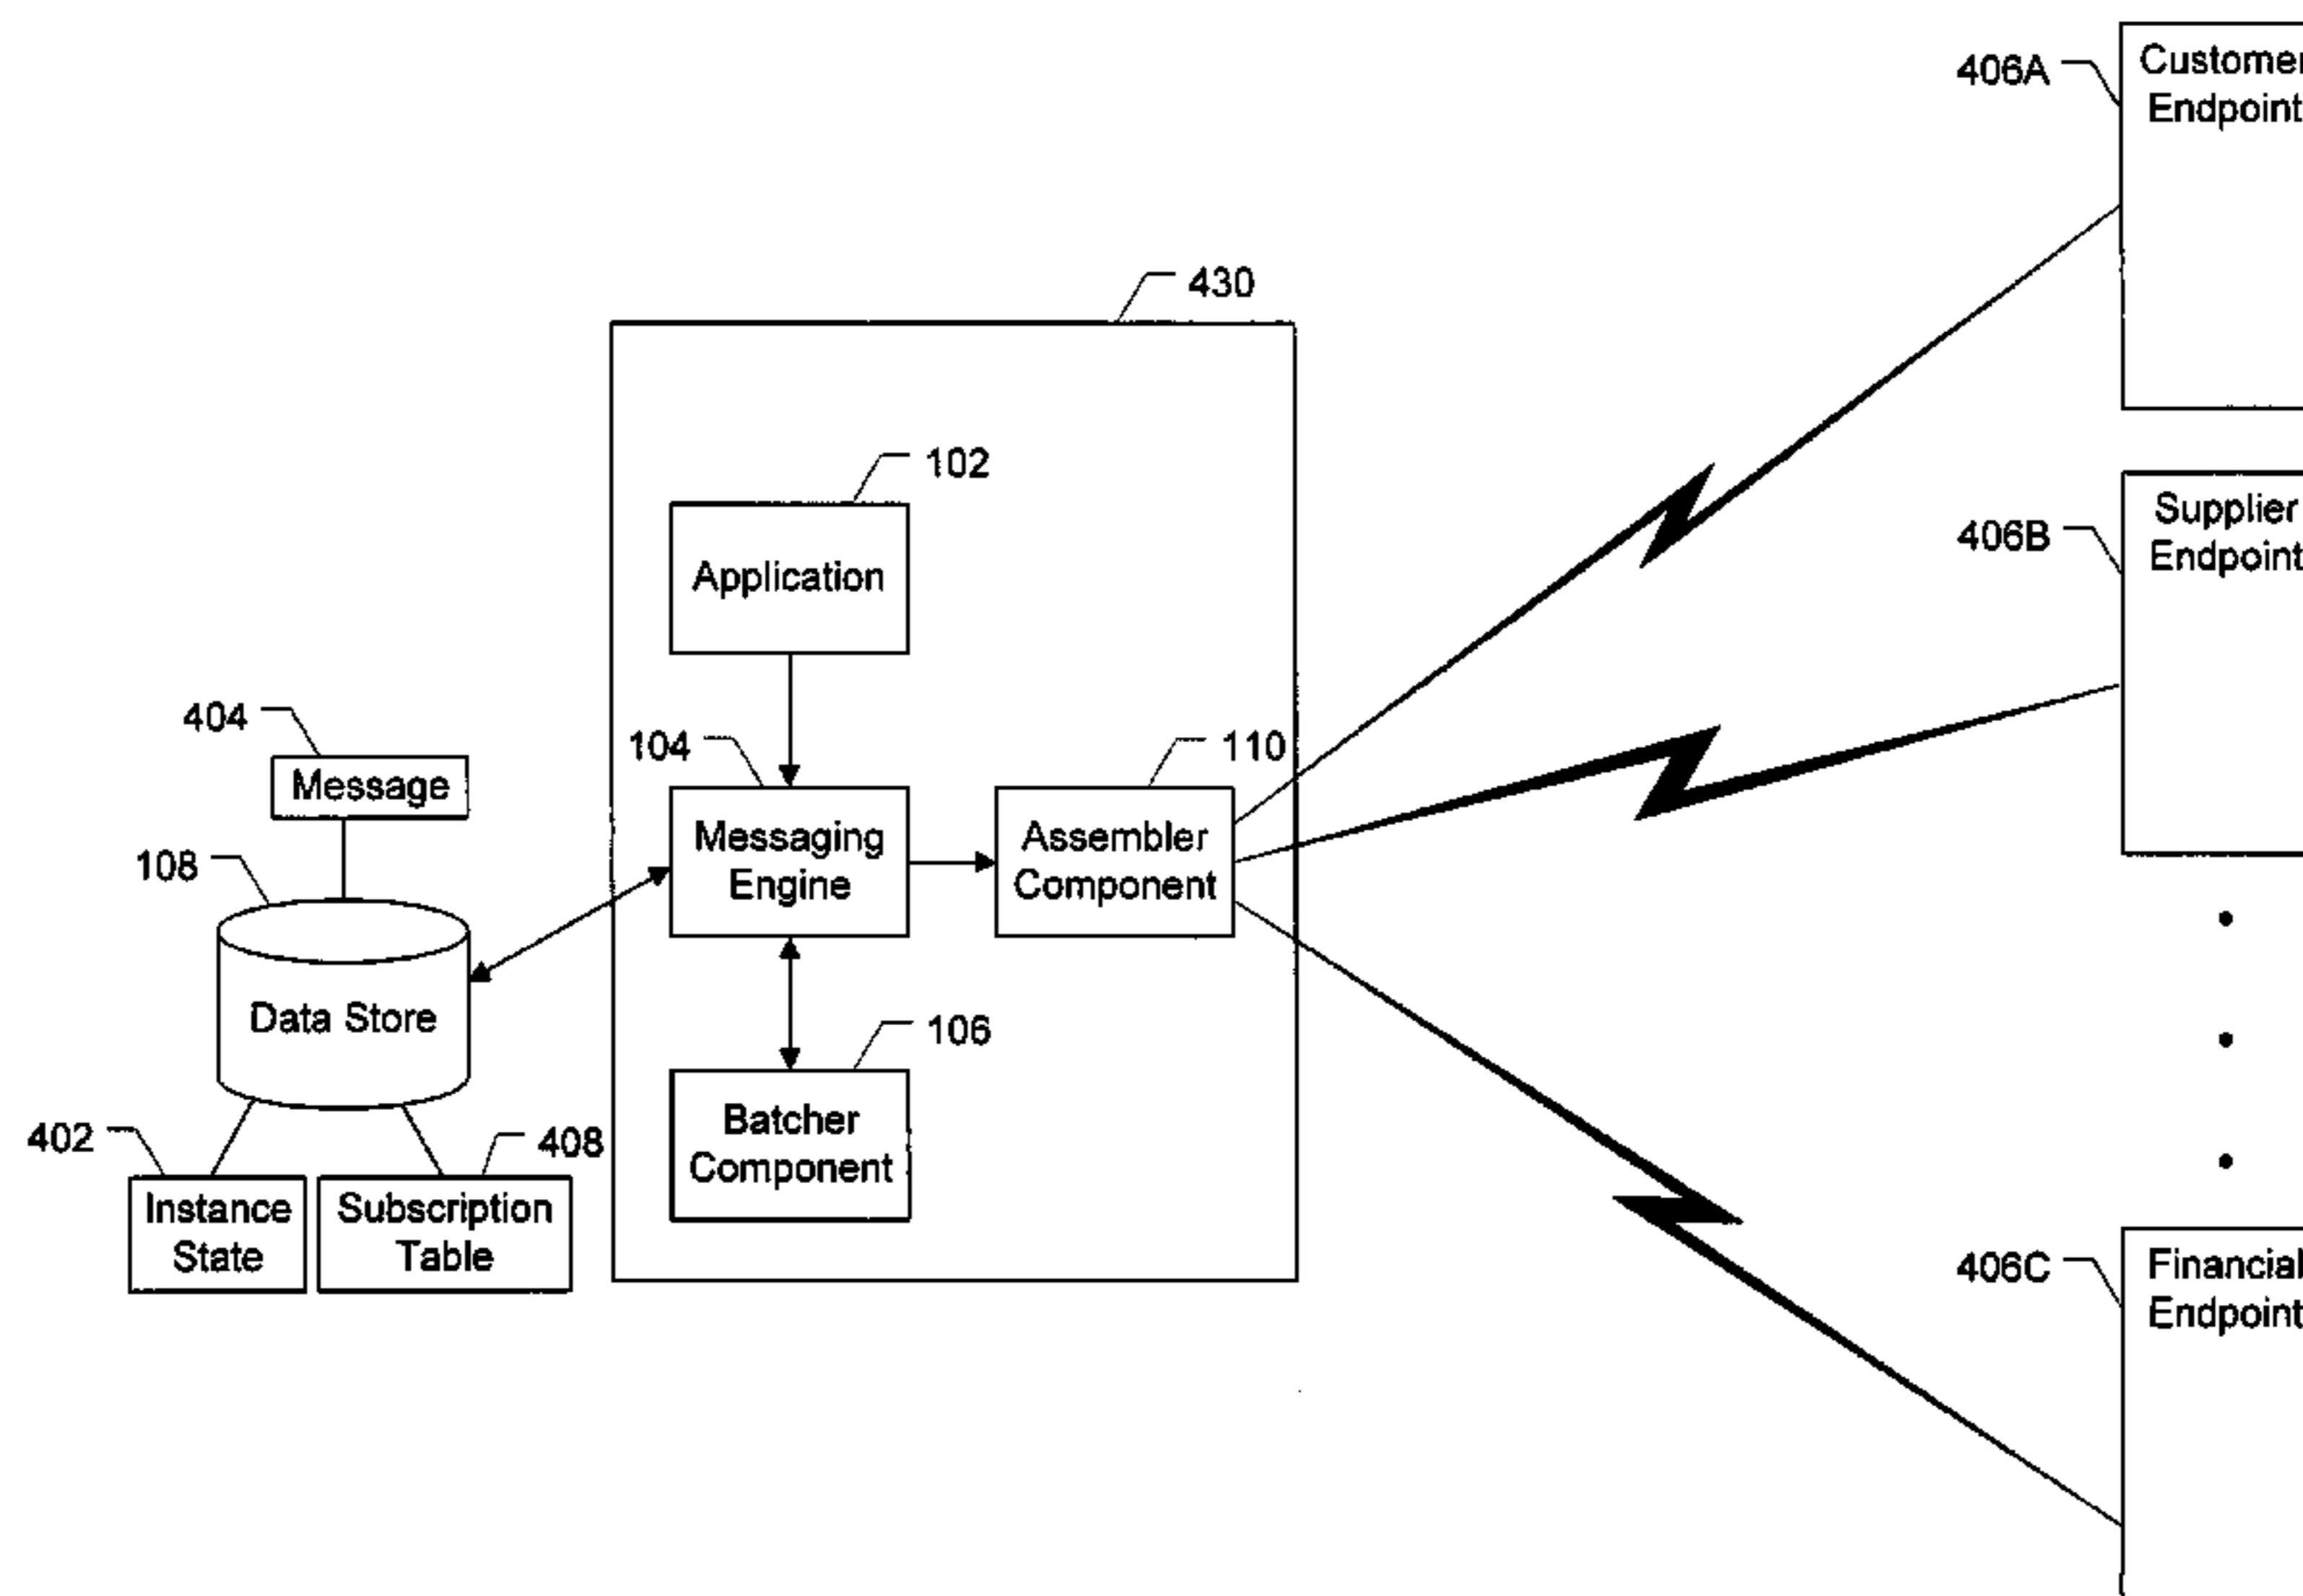 406A
Customer
Endpoint
430
102
Application
406B
Supplier
Endpoint
404
Message
104
Messaging
Engine
110
Assembler
Component
108
Data Store
106
Batcher
Component
402
Instance
State
408
Subscription
Table
406C
Financial
Endpoint